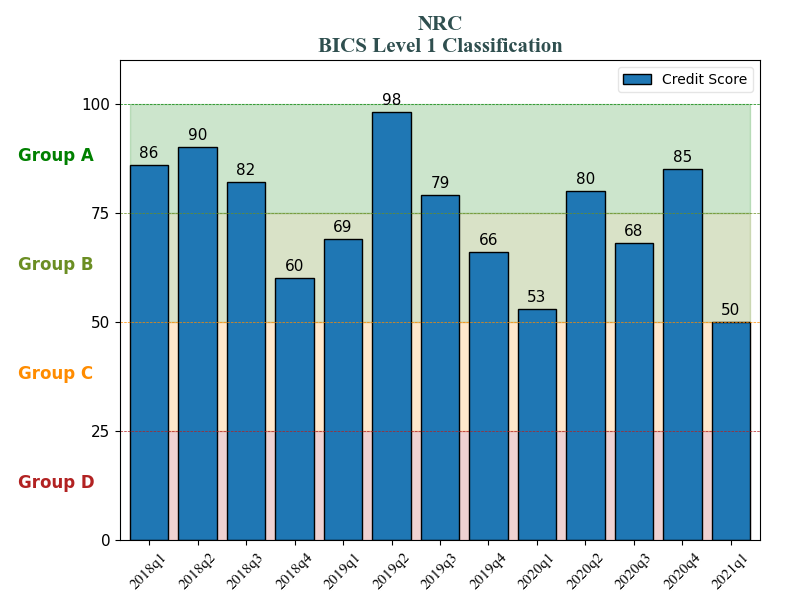 NRC
BICS Level 1 Classification
Credit Score
100
75
50
25
0
Group A
Group B
Group C
Group D
86
90
82
60
69
98
79
66
53
80
68
85
50
2018q1
2018q2
2018q3
2018q4
2019q1
2019q2
2019q3
2019q4
2020q1
2020q2
2020q3
2020q4
2021q1